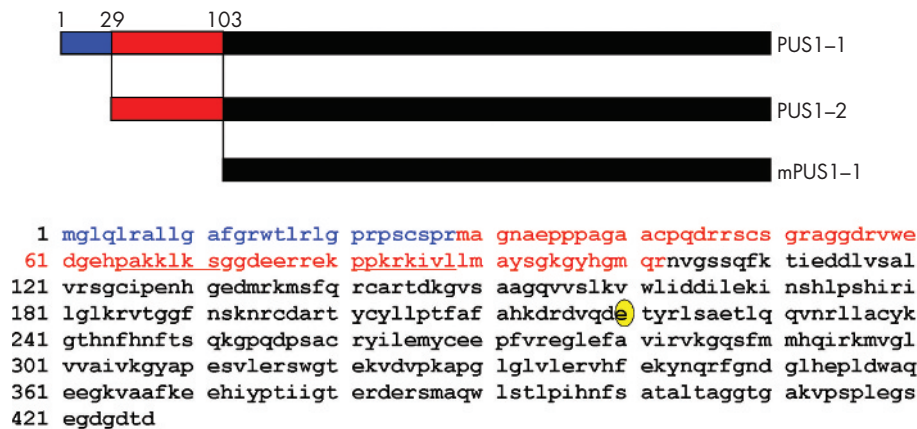 1 29 103
PUS1–1
PUS1–2
mPUS1–1
1 mglqlrallg afgrwtlrlg prpscsprma gnaepppaga acpqdrrscs graggdrvwe
61 dgehpakklk sggdeerrek ppkrkivllm aysgkgyhgm qrnvgssqfk tieddlvsal
121 vrsgcipenh gedmrkmsfq rcartdkgvs aagqvvslkv wliddileki nshlpshiri
181 lglkrvtggf nsknrcdart ycyllptfaf ahkdrdvqde tyrlsaetlq qvnrllacyk
241 gthnfhnfts qkgpqdpsac ryilemycee pfvreglefa virvkgqsfm mhqirkmvgl
301 vvaivkgyap esvlerswgt ekvdvpkapg lglvlervhf ekynqrfgnd glhepldwaq
361 eegkvaafke ehiyptiigt erdersmaqw lstlpihnfs ataltaggtg akvpsplegs
421 egdgdtd